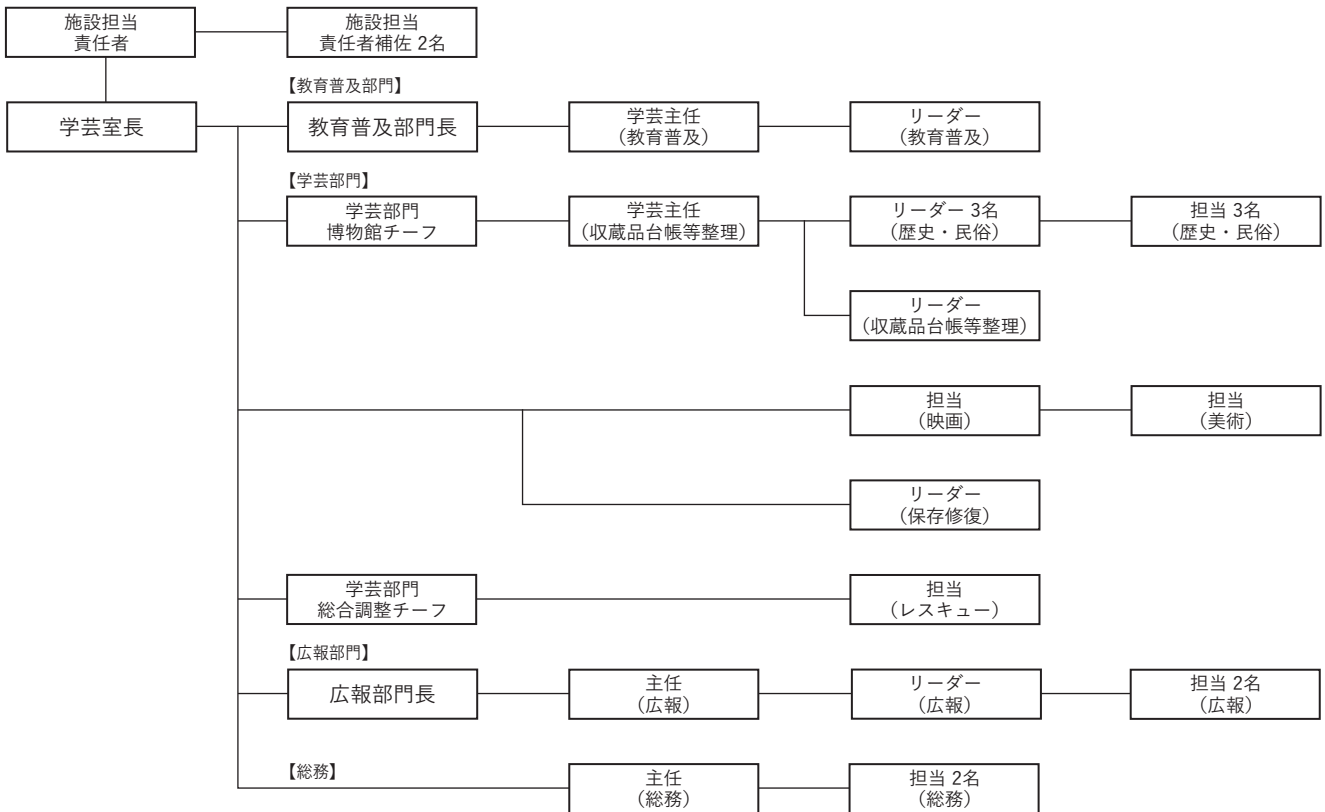 施設担当
責任者
施設担当
責任者補佐 2名
【教育普及部門】
学芸室長
教育普及部門長
学芸主任
(教育普及)
リーダー
(教育普及)
【学芸部門】
学芸部門
博物館チーフ
学芸主任
(収蔵品台帳等整理)
リーダー 3名
(歴史・民俗)
担当 3名
(歴史・民俗)
リーダー
(収蔵品台帳等整理)
担当
(映画)
担当
(美術)
リーダー
(保存修復)
学芸部門
総合調整チーフ
担当
(レスキュー)
【広報部門】
広報部門長
主任
(広報)
リーダー
(広報)
担当 2名
(広報)
【総務】
主任
(総務)
担当 2名
(総務)